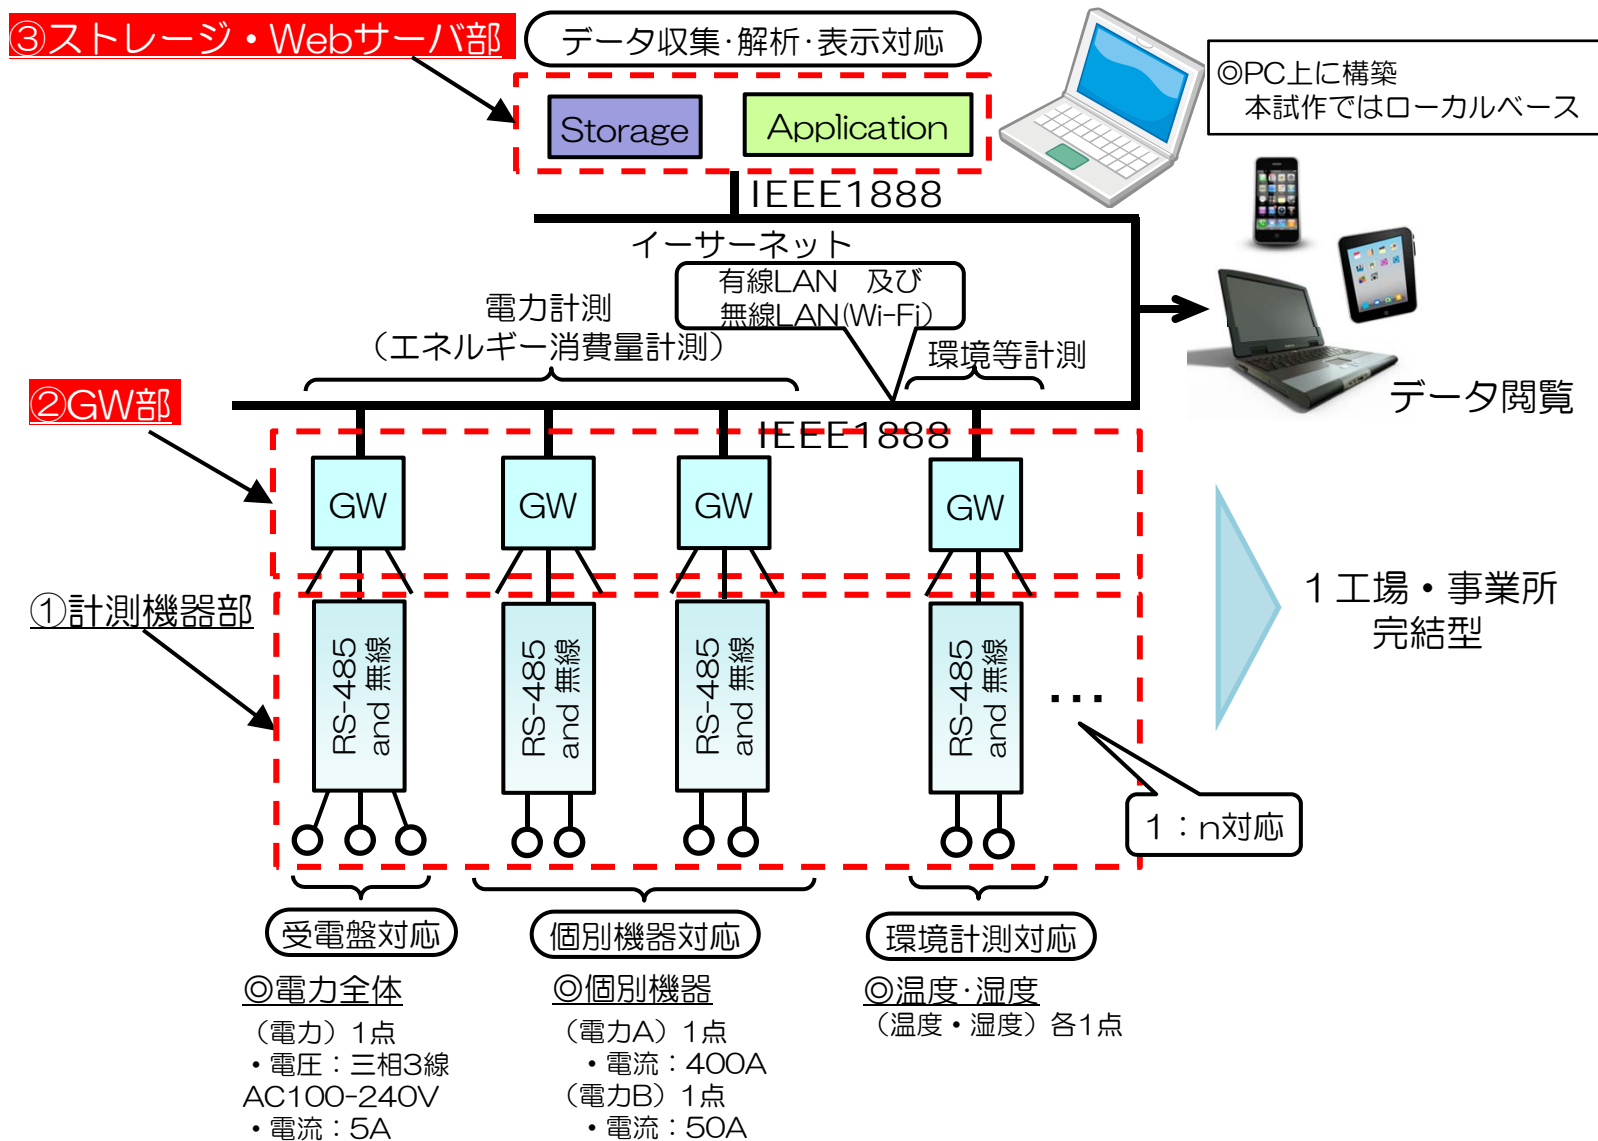 ③ストレージ・Webサーバ部
データ収集・解析・表示対応
◎PC上に構築
本試作ではローカルベース
Storage
Application
IEEE1888
イーサーネット
有線LAN 及び
無線LAN(Wi-Fi)
電力計測
（エネルギー消費量計測）
環境等計測
②GW部
データ閲覧
IEEE1888
GW
GW
GW
GW
①計測機器部
RS-485
and 無線
RS-485
and 無線
RS-485
and 無線
RS-485
and 無線
…
1工場・事業所
完結型
1：n対応
受電盤対応
個別機器対応
環境計測対応
◎電力全体
（電力）1点
・電圧：三相3線
AC100-240V
・電流：5A
◎個別機器
（電力A）1点
・電流：400A
（電力B）1点
・電流：50A
◎温度・湿度
（温度・湿度）各1点